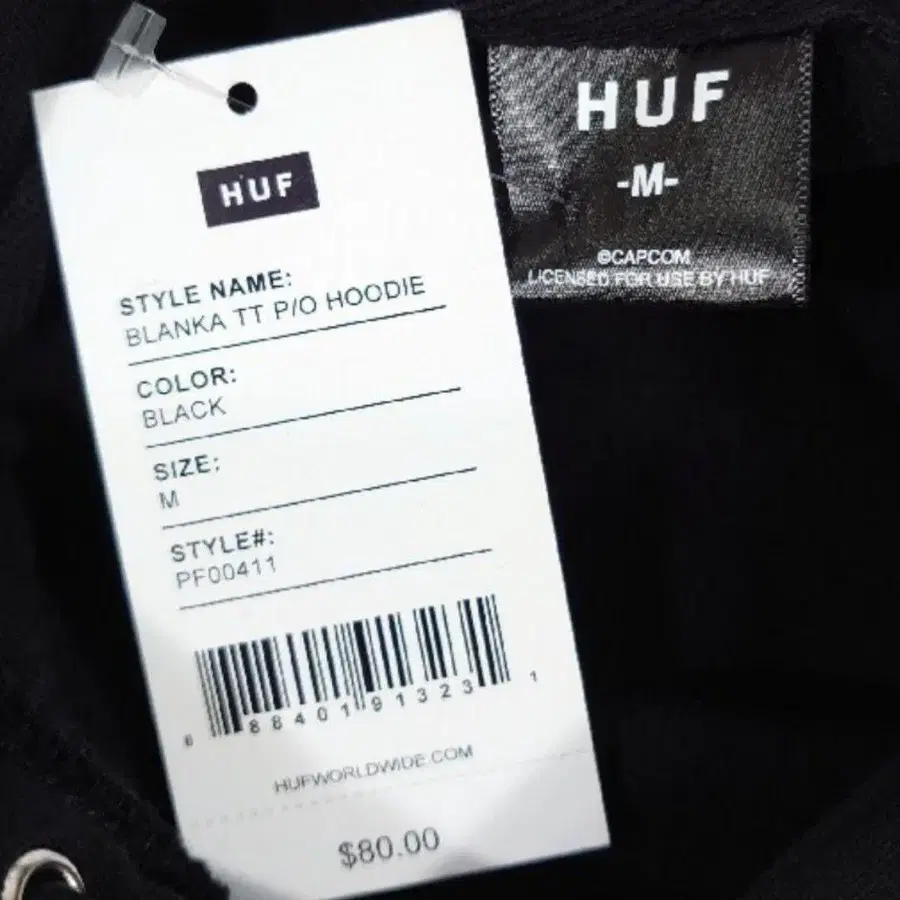 HUF
STYLE NAME:
BLANKA TT P/O HOODIE
COLOR:
BLACK
SIZE:
M
STYLE#:
PF00411
6 88401 91323 1
HUFWORLDWIDE.COM
$80.00
HUF
-M-
©CAPCOM
LICENSED FOR USE BY HUF